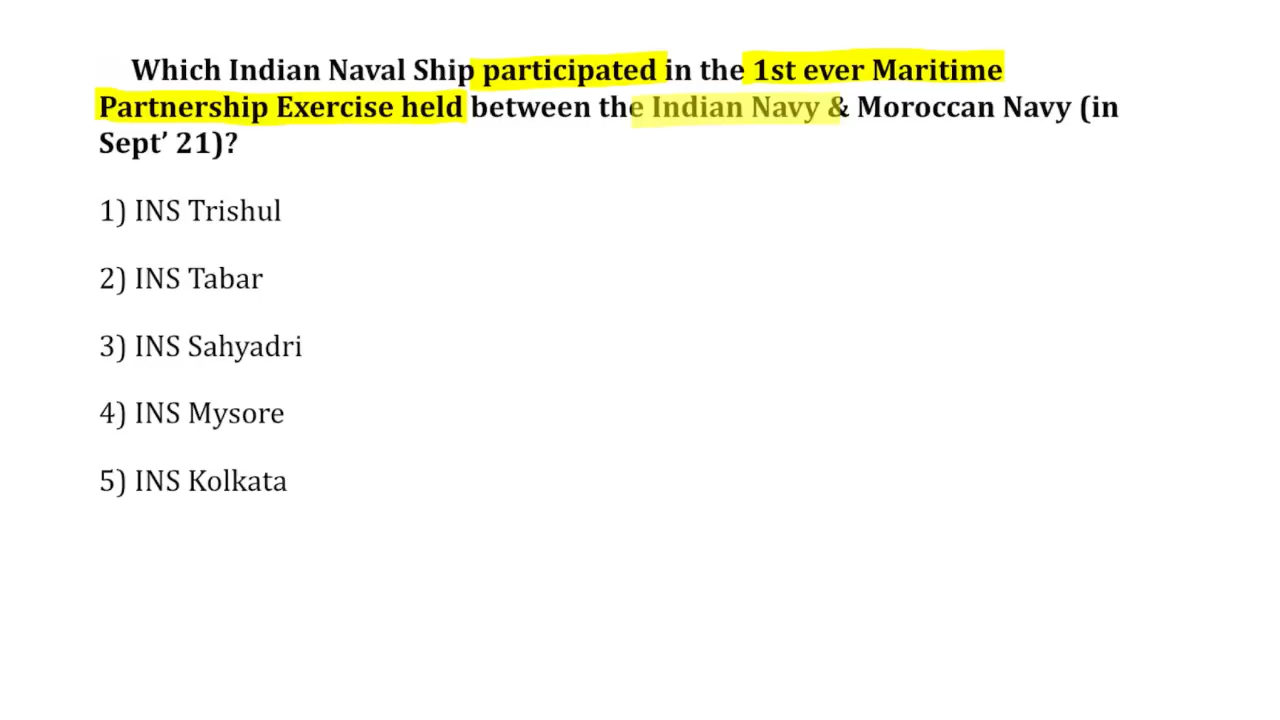 Which Indian Naval Ship participated in the 1st ever Maritime
Partnership Exercise held between the Indian Navy & Moroccan Navy (in
Sept’ 21)?
1) INS Trishul
2) INS Tabar
3) INS Sahyadri
4) INS Mysore
5) INS Kolkata